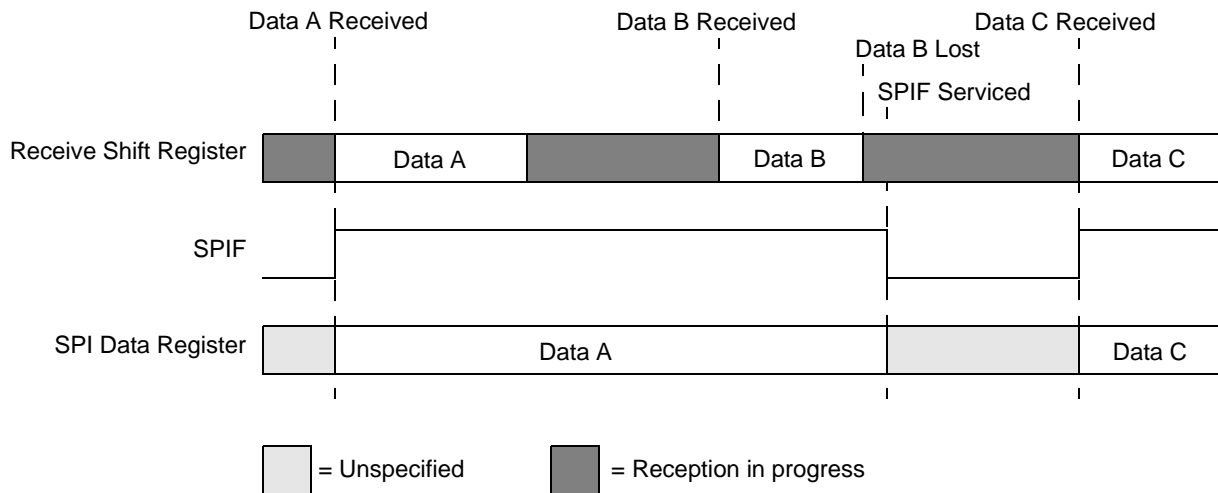 Data A Received
Data B Received
Data C Received
Data B Lost
SPIF Serviced
Receive Shift Register
Data A
Data B
Data C
SPIF
SPI Data Register
Data A
Data C
= Unspecified
= Reception in progress